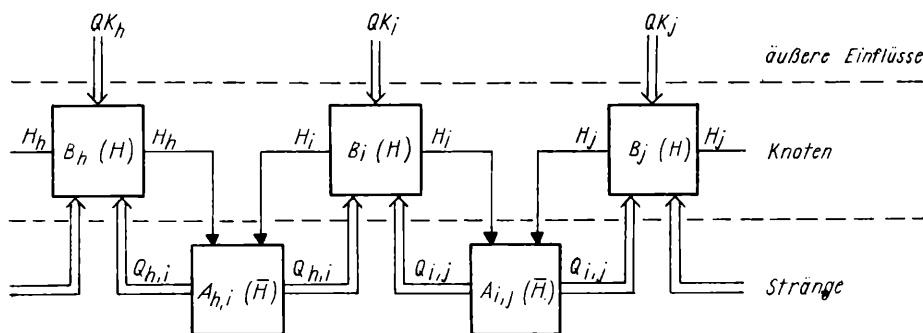 QK_h QK_i QK_j
äußere Einflüsse
H_h B_h (H) H_h H_i B_i (H) H_i H_j B_j (H) H_j Knoten
Q_h,i A_h,i (H̅) Q_h,i Q_i,j A_i,j (H̅) Q_i,j Stränge